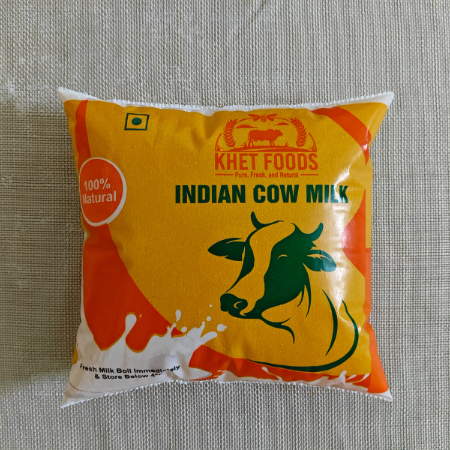 KHET FOODS
Pure, Fresh, and Natural
100%
Natural
INDIAN COW MILK
Fresh Milk Boil Immediately
& Store Below